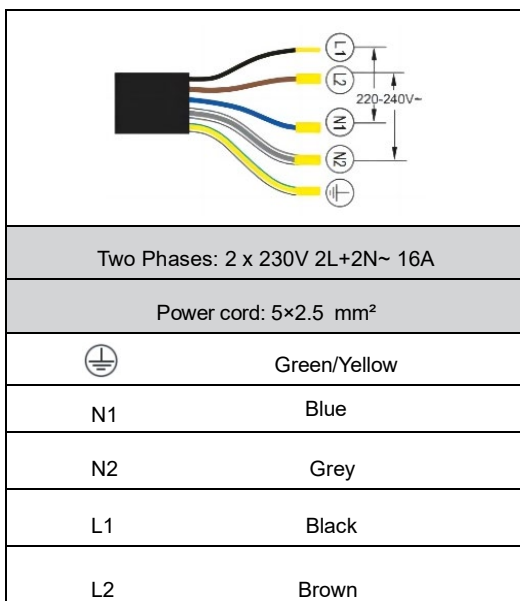 L1
L2
220-240V~
N1
N2
Two Phases: 2 x 230V 2L+2N~ 16A
Power cord: 5×2.5 mm²
Green/Yellow
N1 Blue
N2 Grey
L1 Black
L2 Brown